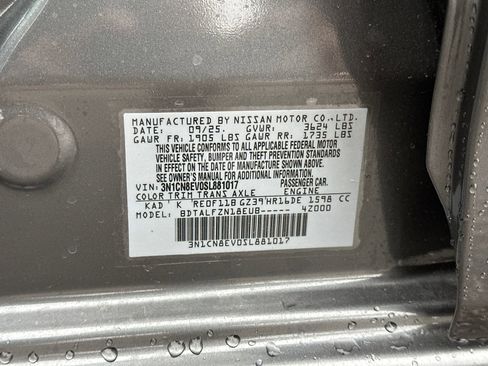 MANUFACTURED BY NISSAN MOTOR CO.,LTD.
DATE: 09/25. GVWR: 3624 LBS
GAWR FR: 1905 LBS GAWR RR: 1735 LBS
THIS VEHICLE CONFORMS TO ALL APPLICABLE FEDERAL MOTOR
VEHICLE SAFETY, BUMPER AND THEFT PREVENTION STANDARDS
IN EFFECT ON THE DATE OF MANUFACTURE SHOWN ABOVE.
SEE OWNER'S MANUAL FOR ADDITIONAL INFORMATION.
VIN: 3N1CN8EV0SL881017 PASSENGER CAR.
COLOR TRIM TRANS AXLE ENGINE
KAD K RE0F11B GZ39 HR16DE 1598 CC
MODEL: BDTALFZN18EUB----- 4Z000
3N1CN8EV0SL881017